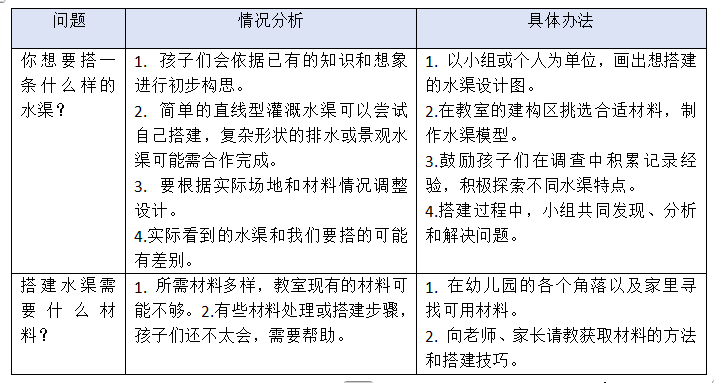 问题
情况分析
具体办法
你想要搭一
条什么样的
水渠？
1. 孩子们会依据已有的知识和想象
进行初步构思。
2. 简单的直线型灌溉水渠可以尝试
自己搭建，复杂形状的排水或景观水
渠可能需合作完成。
3. 要根据实际场地和材料情况调整
设计。
4.实际看到的水渠和我们要搭的可能
有差别。
1. 以小组或个人为单位，画出想搭建
的水渠设计图。
2.在教室的建构区挑选合适材料，制
作水渠模型。
3.鼓励孩子们在调查中积累记录经
验，积极探索不同水渠特点。
4.搭建过程中，小组共同发现、分析
和解决问题。
搭建水渠需
要什么材
料？
1. 所需材料多样，教室现有的材料可
能不够。2.有些材料处理或搭建步骤，
孩子们还不太会，需要帮助。
1. 在幼儿园的各个角落以及家里寻
找可用材料。
2. 向老师、家长请教获取材料的方法
和搭建技巧。